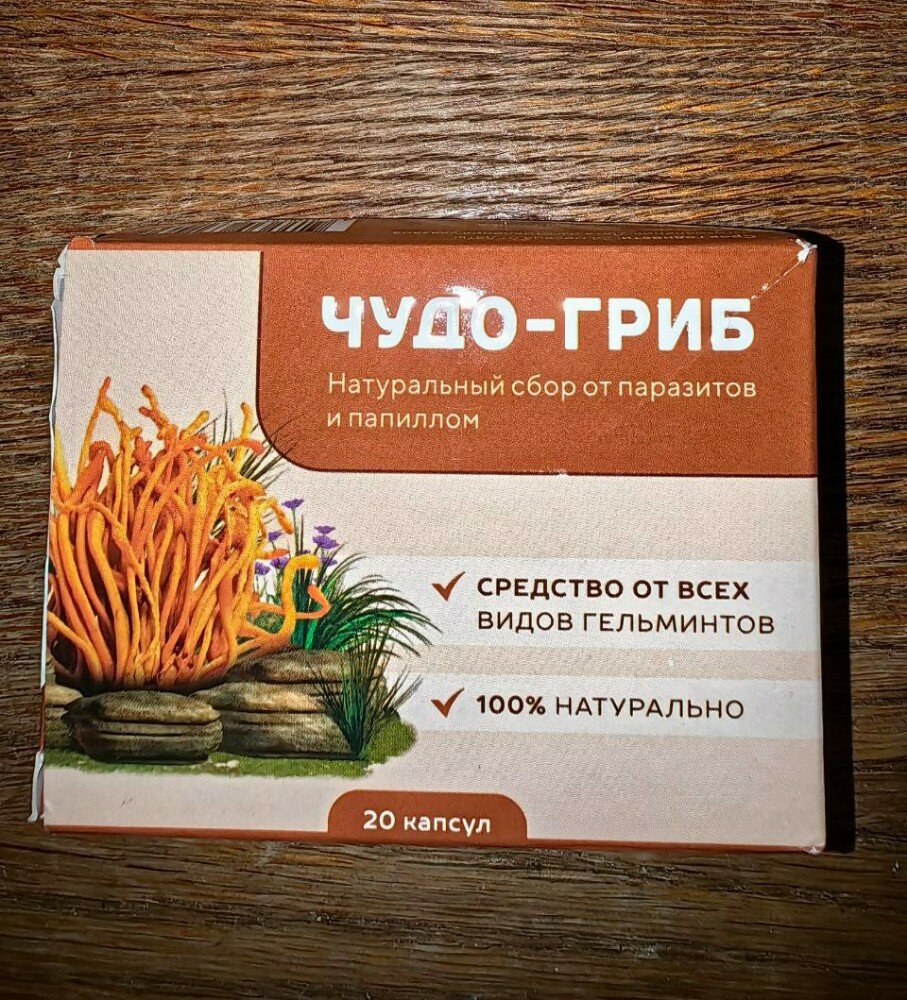 ЧУДО-ГРИБ
Натуральный сбор от паразитов
и папиллом
СРЕДСТВО ОТ ВСЕХ
ВИДОВ ГЕЛЬМИНТОВ
100% НАТУРАЛЬНО
20 капсул